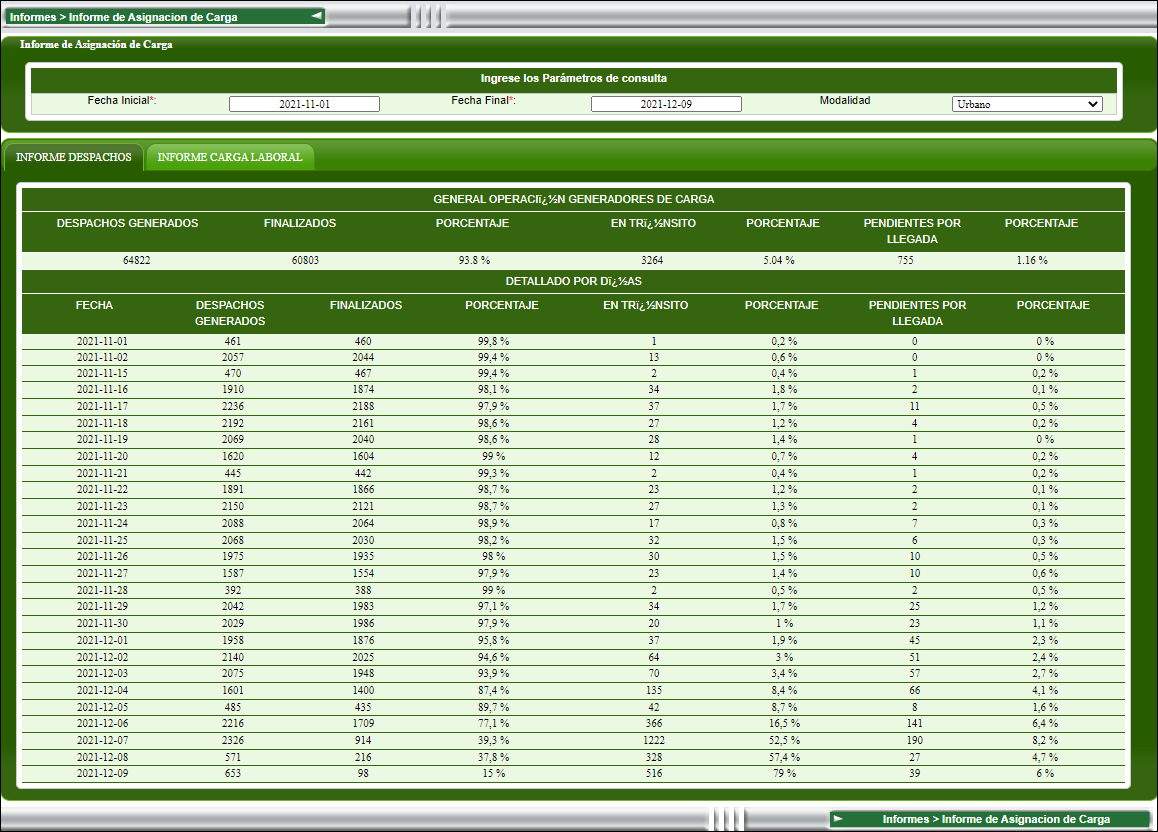 Informes > Informe de Asignacion de Carga
Informe de Asignación de Carga
Ingrese los Parámetros de consulta
Fecha Inicial*: 2021-11-01 Fecha Final*: 2021-12-09 Modalidad Urbano
INFORME DESPACHOS INFORME CARGA LABORAL
GENERAL OPERACIï¿½N GENERADORES DE CARGA
DESPACHOS GENERADOS FINALIZADOS PORCENTAJE EN TRï¿½NSITO PORCENTAJE PENDIENTES POR PORCENTAJE
LLEGADA
64822 60803 93.8 % 3264 5.04 % 755 1.16 %
DETALLADO POR Dï¿½AS
FECHA DESPACHOS FINALIZADOS PORCENTAJE EN TRï¿½NSITO PORCENTAJE PENDIENTES POR PORCENTAJE
GENERADOS LLEGADA
2021-11-01 461 460 99,8 % 1 0,2 % 0 0 %
2021-11-02 2057 2044 99,4 % 13 0,6 % 0 0 %
2021-11-15 470 467 99,4 % 2 0,4 % 1 0,2 %
2021-11-16 1910 1874 98,1 % 34 1,8 % 2 0,1 %
2021-11-17 2236 2188 97,9 % 37 1,7 % 11 0,5 %
2021-11-18 2192 2161 98,6 % 27 1,2 % 4 0,2 %
2021-11-19 2069 2040 98,6 % 28 1,4 % 1 0 %
2021-11-20 1620 1604 99 % 12 0,7 % 4 0,2 %
2021-11-21 445 442 99,3 % 2 0,4 % 1 0,2 %
2021-11-22 1891 1866 98,7 % 23 1,2 % 2 0,1 %
2021-11-23 2150 2121 98,7 % 27 1,3 % 2 0,1 %
2021-11-24 2088 2064 98,9 % 17 0,8 % 7 0,3 %
2021-11-25 2068 2030 98,2 % 32 1,5 % 6 0,3 %
2021-11-26 1975 1935 98 % 30 1,5 % 10 0,5 %
2021-11-27 1587 1554 97,9 % 23 1,4 % 10 0,6 %
2021-11-28 392 388 99 % 2 0,5 % 2 0,5 %
2021-11-29 2042 1983 97,1 % 34 1,7 % 25 1,2 %
2021-11-30 2029 1986 97,9 % 20 1 % 23 1,1 %
2021-12-01 1958 1876 95,8 % 37 1,9 % 45 2,3 %
2021-12-02 2140 2025 94,6 % 64 3 % 51 2,4 %
2021-12-03 2075 1948 93,9 % 70 3,4 % 57 2,7 %
2021-12-04 1601 1400 87,4 % 135 8,4 % 66 4,1 %
2021-12-05 485 435 89,7 % 42 8,7 % 8 1,6 %
2021-12-06 2216 1709 77,1 % 366 16,5 % 141 6,4 %
2021-12-07 2326 914 39,3 % 1222 52,5 % 190 8,2 %
2021-12-08 571 216 37,8 % 328 57,4 % 27 4,7 %
2021-12-09 653 98 15 % 516 79 % 39 6 %
Informes > Informe de Asignacion de Carga